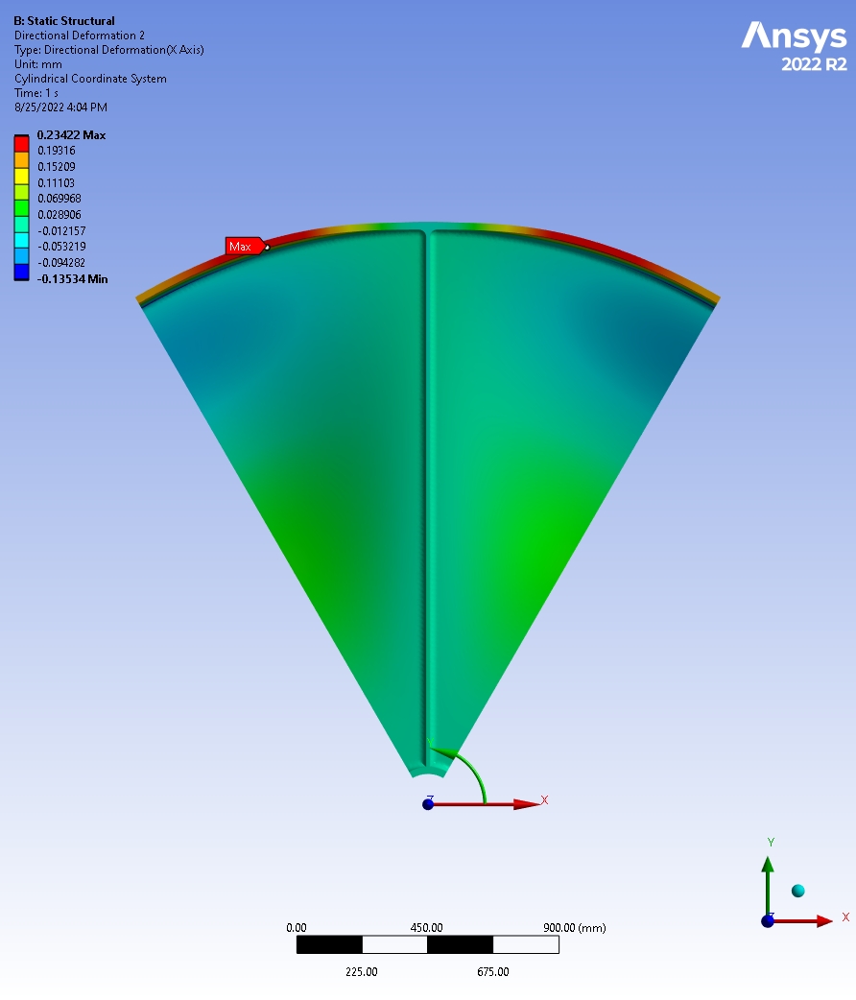 B: Static Structural
Directional Deformation 2
Type: Directional Deformation(X Axis)
Unit: mm
Cylindrical Coordinate System
Time: 1 s
8/25/2022 4:04 PM
Ansys
2022 R2
0.23422 Max
0.19316
0.15209
0.11103
0.069968
0.028906
-0.012157
-0.053219
-0.094282
-0.13534 Min
Max
Y
Z
X
Y
Z
X
0.00
450.00
900.00 (mm)
225.00
675.00